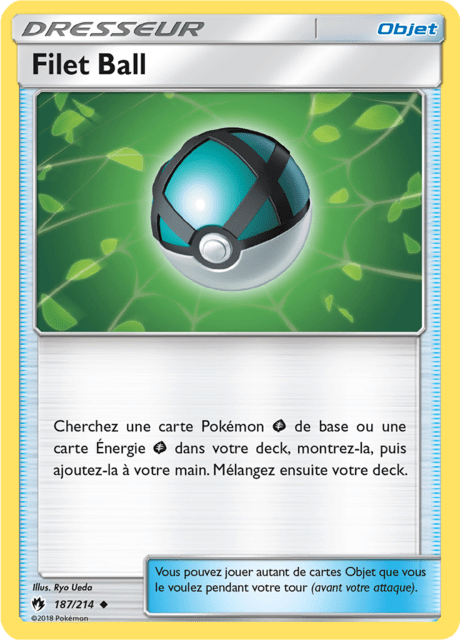 DRESSEUR
Objet
Filet Ball
Cherchez une carte Pokémon de base ou une
carte Énergie dans votre deck, montrez-la, puis
ajoutez-la à votre main. Mélangez ensuite votre deck.
Vous pouvez jouer autant de cartes Objet que vous
le voulez pendant votre tour (avant votre attaque).
Illus. Ryo Ueda
187/214
©2018 Pokémon